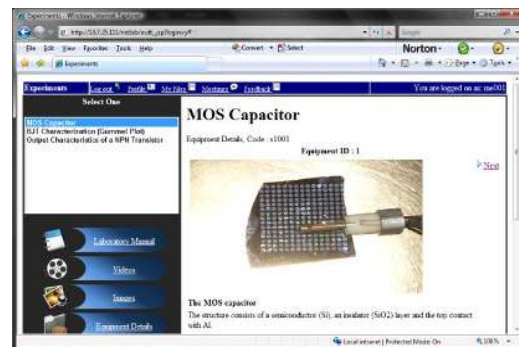 Experiments - Windows Internet Explorer
Google
File Edit View Favorites Tools Help
Convert Select
Norton
Experiments
Page Tools
Experiments Log out Profile My Files Mentors Feedback You are logged on as: me001
Select One
MOS Capacitor
BJT Characterization (Gummel Plot)
Output Characteristics of a NPN Transistor
Laboratory Manual
Videos
Images
Equipment Details
MOS Capacitor
Equipment Details, Code : s1001
Equipment ID : 1
Next
The MOS capacitor
The structure consists of a semiconductor (Si), an insulator (SiO2) layer and the top contact
with Al.
Local intranet | Protected Mode: On
100%